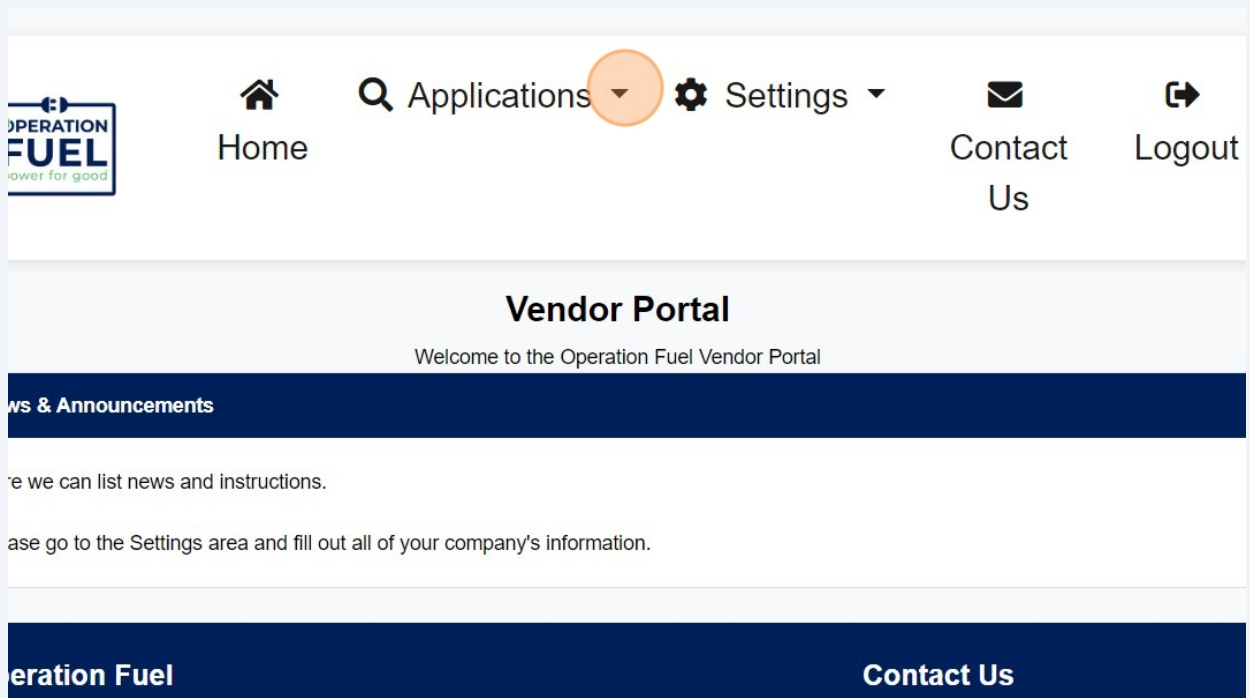 OPERATION
FUEL
power for good
Home
Applications
Settings
Contact
Us
Logout
Vendor Portal
Welcome to the Operation Fuel Vendor Portal
ws & Announcements
re we can list news and instructions.
ase go to the Settings area and fill out all of your company's information.
eration Fuel
Contact Us